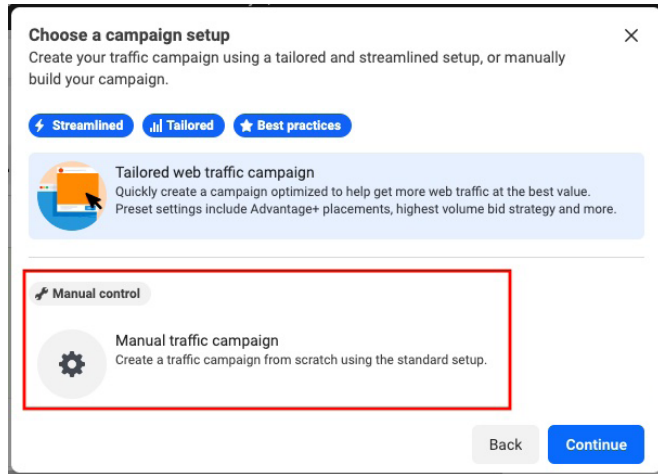 Choose a campaign setup
Create your traffic campaign using a tailored and streamlined setup, or manually
build your campaign.
Streamlined
Tailored
Best practices
Tailored web traffic campaign
Quickly create a campaign optimized to help get more web traffic at the best value.
Preset settings include Advantage+ placements, highest volume bid strategy and more.
Manual control
Manual traffic campaign
Create a traffic campaign from scratch using the standard setup.
Back
Continue